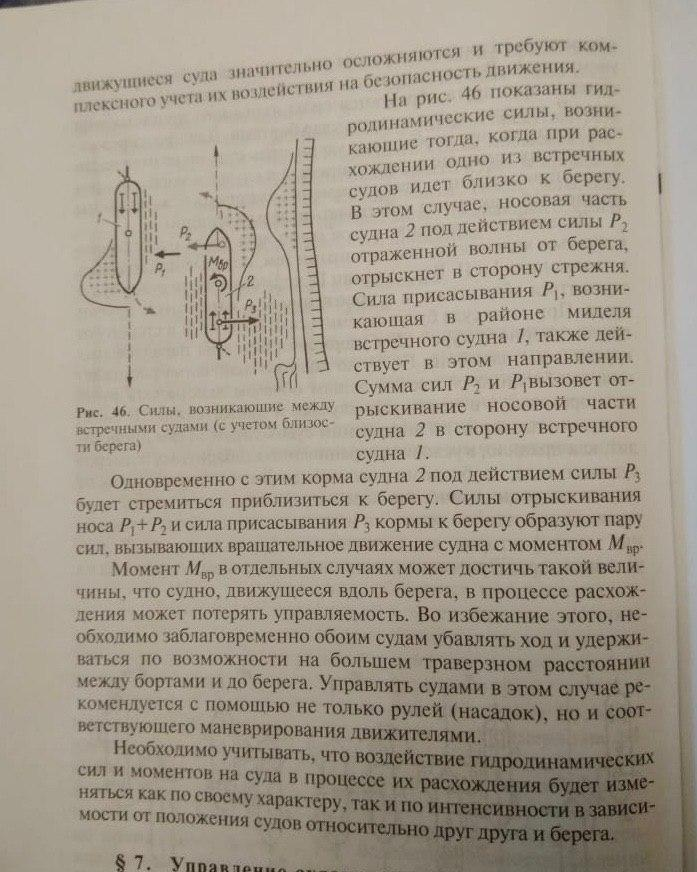 движущиеся суда значительно осложняются и требуют ком-
плексного учета их воздействия на безопасность движения.
На рис. 46 показаны гид-
родинамические силы, возни-
кающие тогда, когда при рас-
хождении одно из встречных
судов идет близко к берегу.
В этом случае, носовая часть
судна 2 под действием силы P₂
отраженной волны от берега,
отрыскнет в сторону стрежня.
Сила присасывания P₁, возни-
кающая в районе миделя
встречного судна 1, также дей-
ствует в этом направлении.
Сумма сил P₂ и P₁вызовет от-
рыскивание носовой части
судна 2 в сторону встречного
судна 1.
1
P₁
P₂
Mвр
2
P₃
Рис. 46. Силы, возникающие между
встречными судами (с учетом близос-
ти берега)
Одновременно с этим корма судна 2 под действием силы P₃
будет стремиться приблизиться к берегу. Силы отрыскивания
носа P₁+P₂ и сила присасывания P₃ кормы к берегу образуют пару
сил, вызывающих вращательное движение судна с моментом Mвр.
Момент Mвр в отдельных случаях может достичь такой вели-
чины, что судно, движущееся вдоль берега, в процессе расхож-
дения может потерять управляемость. Во избежание этого, не-
обходимо заблаговременно обоим судам убавлять ход и удержи-
ваться по возможности на большем траверзном расстоянии
между бортами и до берега. Управлять судами в этом случае ре-
комендуется с помощью не только рулей (насадок), но и соот-
ветствующего маневрирования движителями.
Необходимо учитывать, что воздействие гидродинамических
сил и моментов на суда в процессе их расхождения будет изме-
няться как по своему характеру, так и по интенсивности в зависи-
мости от положения судов относительно друг друга и берега.
§ 7. Управление